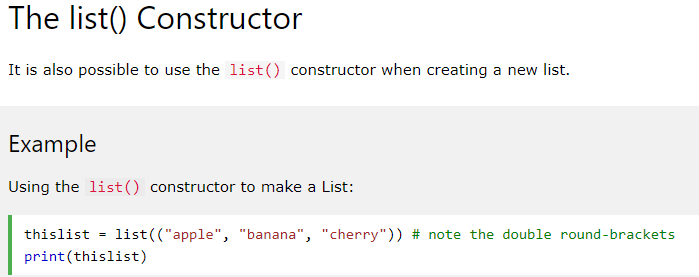 The list() Constructor
It is also possible to use the list() constructor when creating a new list.
Example
Using the list() constructor to make a List:
thislist = list(("apple", "banana", "cherry")) # note the double round-brackets
print(thislist)